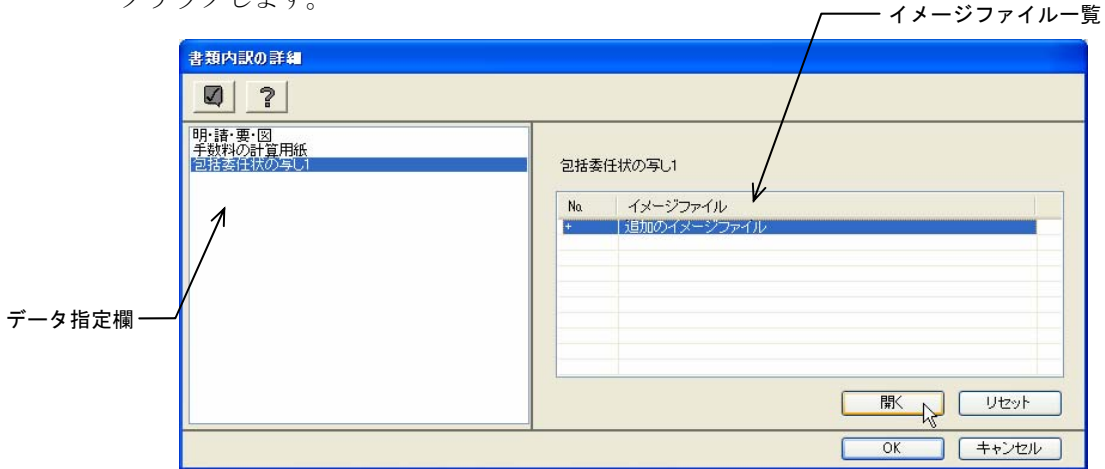 クリックします。
イメージファイル一覧
書類内訳の詳細
?
明・請・要・図
手数料の計算用紙
包括委任状の写し1
包括委任状の写し1
No. イメージファイル
+ 追加のイメージファイル
データ指定欄
開く リセット
OK キャンセル